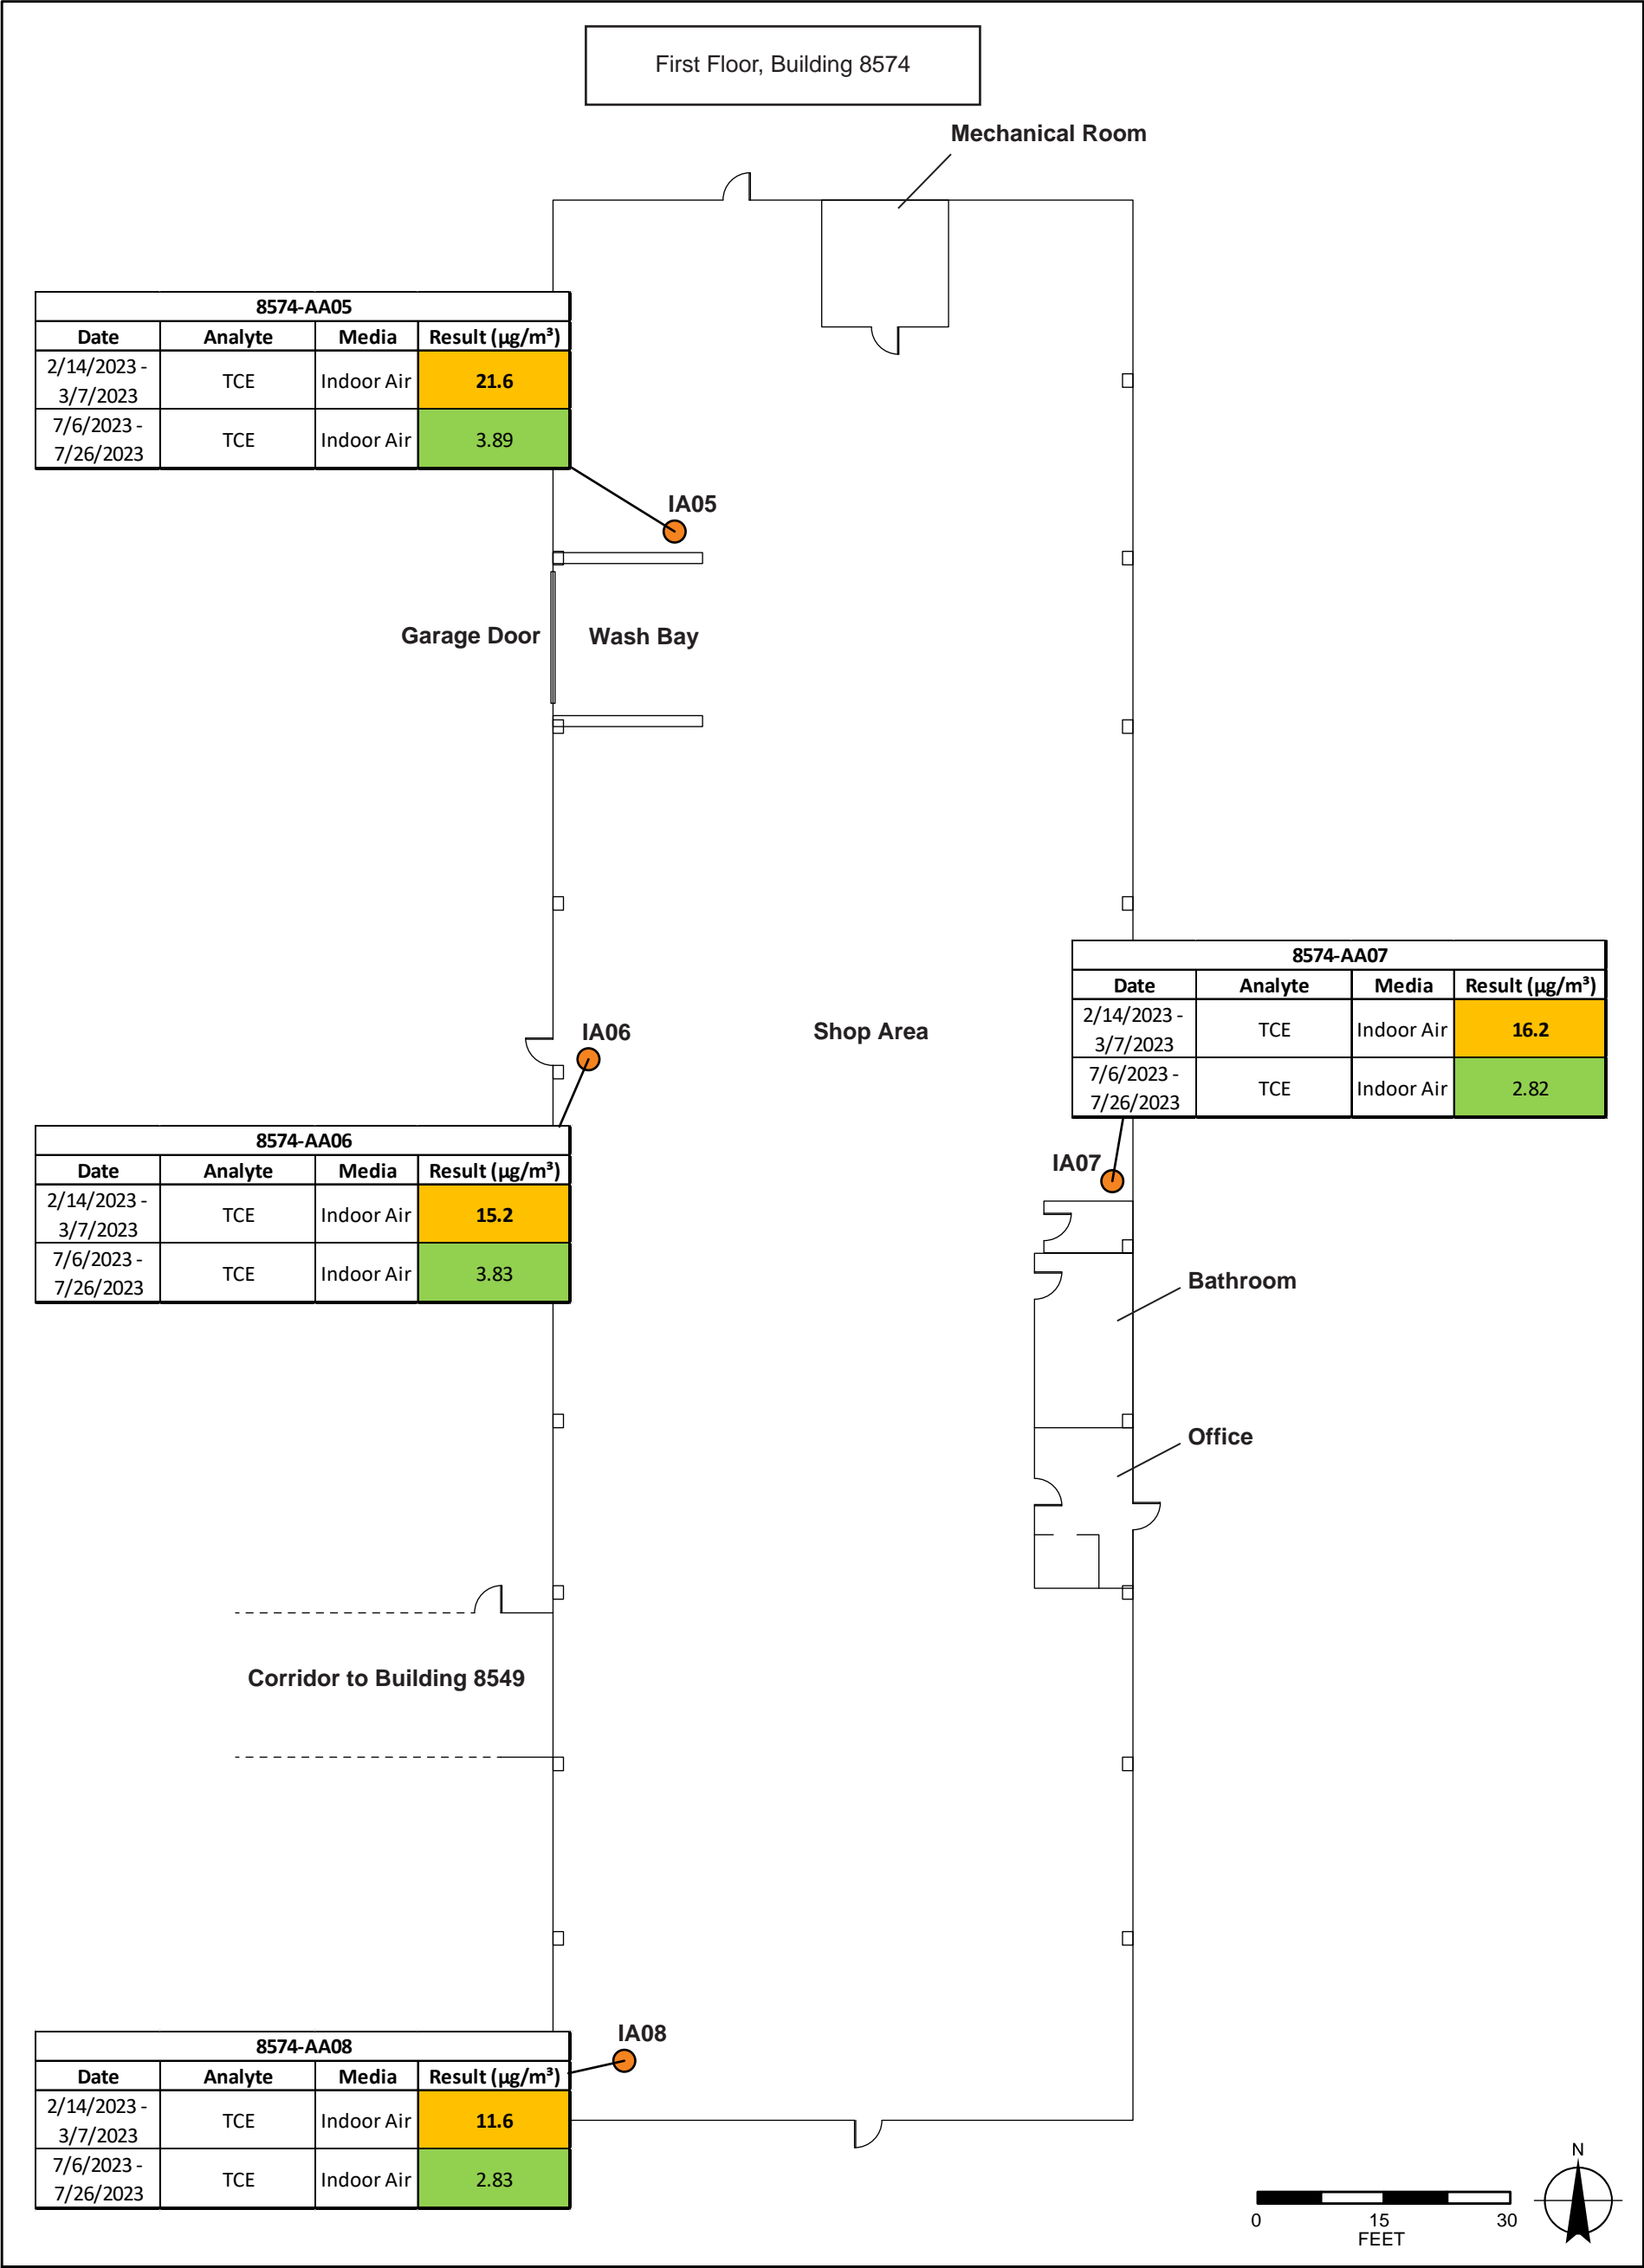 First Floor, Building 8574
Mechanical Room
8574-AA05
Date Analyte Media Result (µg/m³)
2/14/2023 -
3/7/2023 TCE Indoor Air 21.6
7/6/2023 -
7/26/2023 TCE Indoor Air 3.89
IA05
Garage Door Wash Bay
8574-AA07
Date Analyte Media Result (µg/m³)
2/14/2023 -
3/7/2023 TCE Indoor Air 16.2
7/6/2023 -
7/26/2023 TCE Indoor Air 2.82
Shop Area
IA06
8574-AA06
Date Analyte Media Result (µg/m³)
2/14/2023 -
3/7/2023 TCE Indoor Air 15.2
7/6/2023 -
7/26/2023 TCE Indoor Air 3.83
IA07
Bathroom
Office
Corridor to Building 8549
IA08
8574-AA08
Date Analyte Media Result (µg/m³)
2/14/2023 -
3/7/2023 TCE Indoor Air 11.6
7/6/2023 -
7/26/2023 TCE Indoor Air 2.83
N
0 15 30
FEET